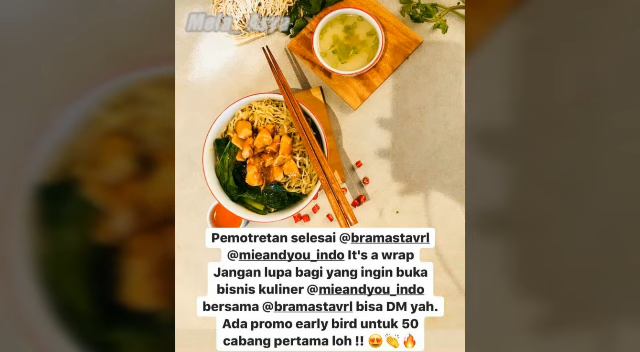 Pemotretan selesai @bramastavrl
@mieandyou_indo It's a wrap
Jangan lupa bagi yang ingin buka
bisnis kuliner @mieandyou_indo
bersama @bramastavrl bisa DM yah.
Ada promo early bird untuk 50
cabang pertama loh !! 😍👏🔥